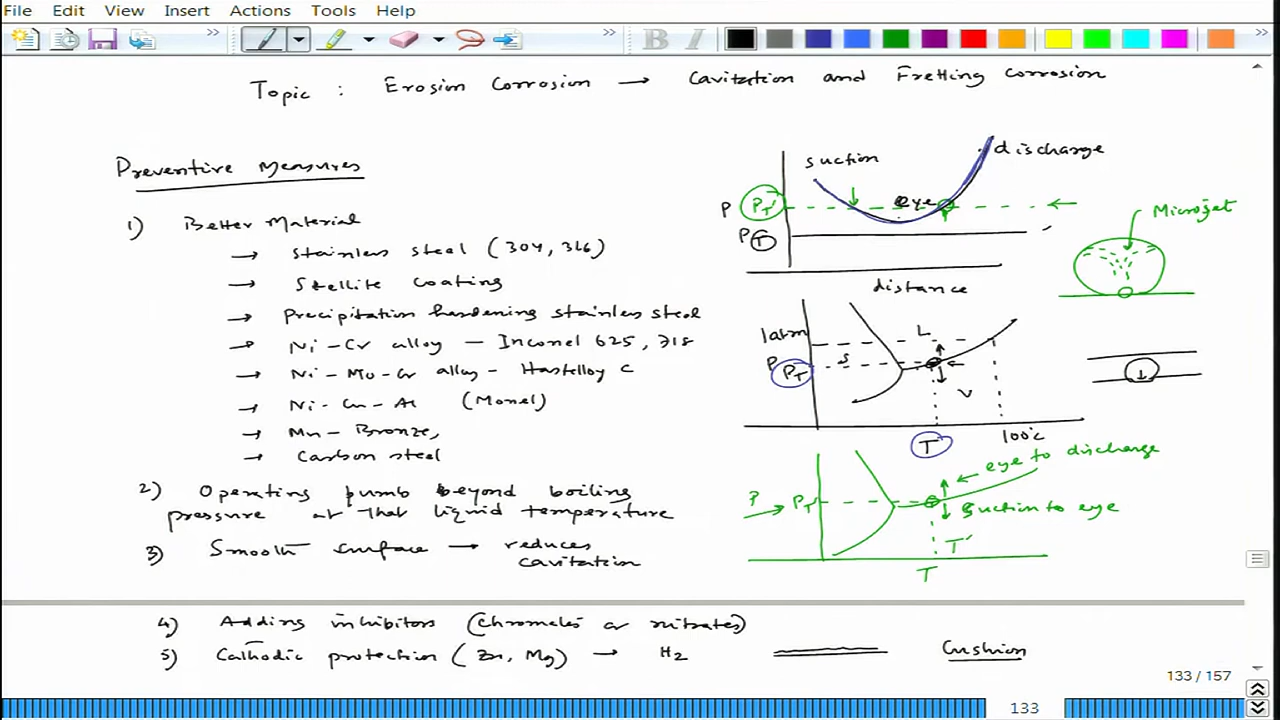 File Edit View Insert Actions Tools Help
Topic : Erosion Corrosion → Cavitation and Fretting corrosion
Preventive Measures
1) Better Material
→ Stainless steel (304, 316)
→ Stellite coating
→ Precipitation hardening stainless steel
→ Ni-Cr alloy - Inconel 625, 718
→ Ni-Mo-Cr alloy - Hastelloy C
→ Ni-Cu-Al (Monel)
→ Mn-Bronze,
→ Carbon steel
2) Operating pumb beyond boiling
pressure at that liquid temperature
3) Smooth surface → reduces
cavitation
4) Adding inhibitors (chromates or nitrates)
5) Cathodic protection (Zn, Mg) → H2
Cushion
suction
discharge
P PT'
eye
PT
distance
Microjet
1atm
L
S
P
PT
V
T
100°C
eye to discharge
P → PT'
Suction to eye
T'
T
133 / 157
133